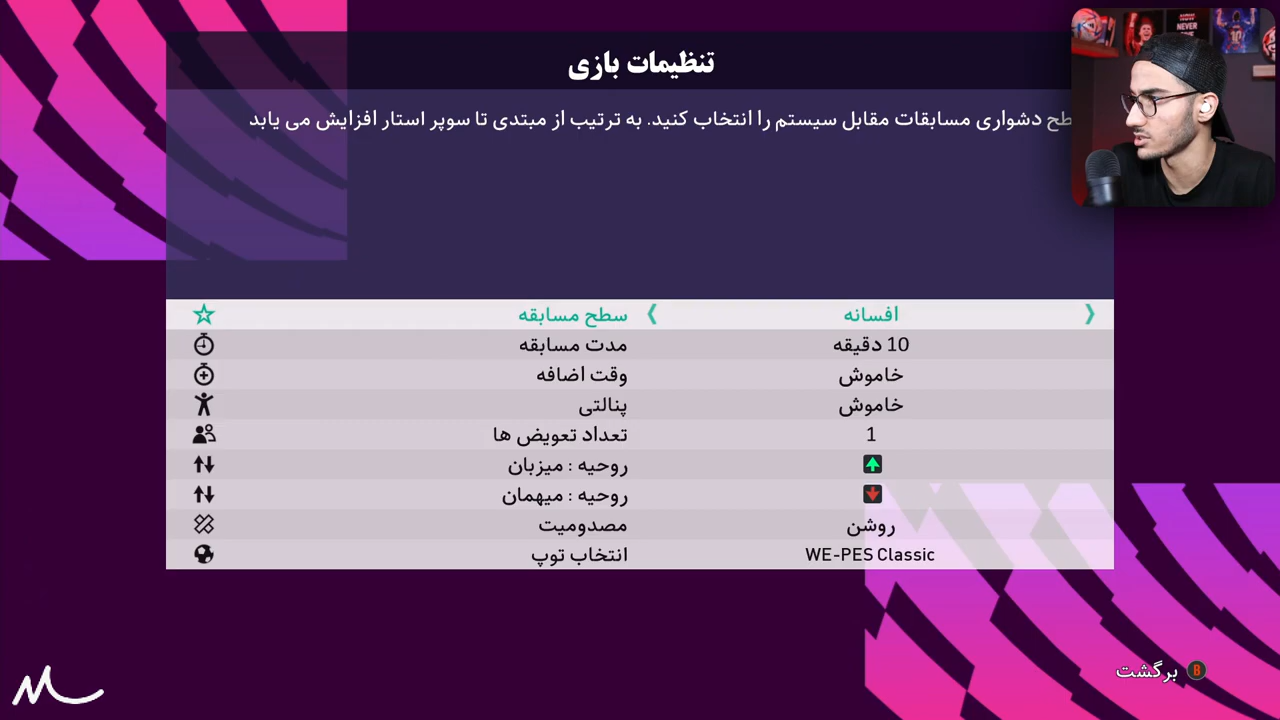 تنظیمات بازی
دشواری مسابقات مقابل سیستم را انتخاب کنید. به ترتیب از مبتدی تا سوپر استار افزایش می یابد
سطح مسابقه افسانه
مدت مسابقه 10 دقیقه
وقت اضافه خاموش
پنالتی خاموش
تعداد تعویض ها 1
روحیه : میزبان
روحیه : میهمان
مصدومیت روشن
انتخاب توپ WE-PES Classic
برگشت B
NEVER
10